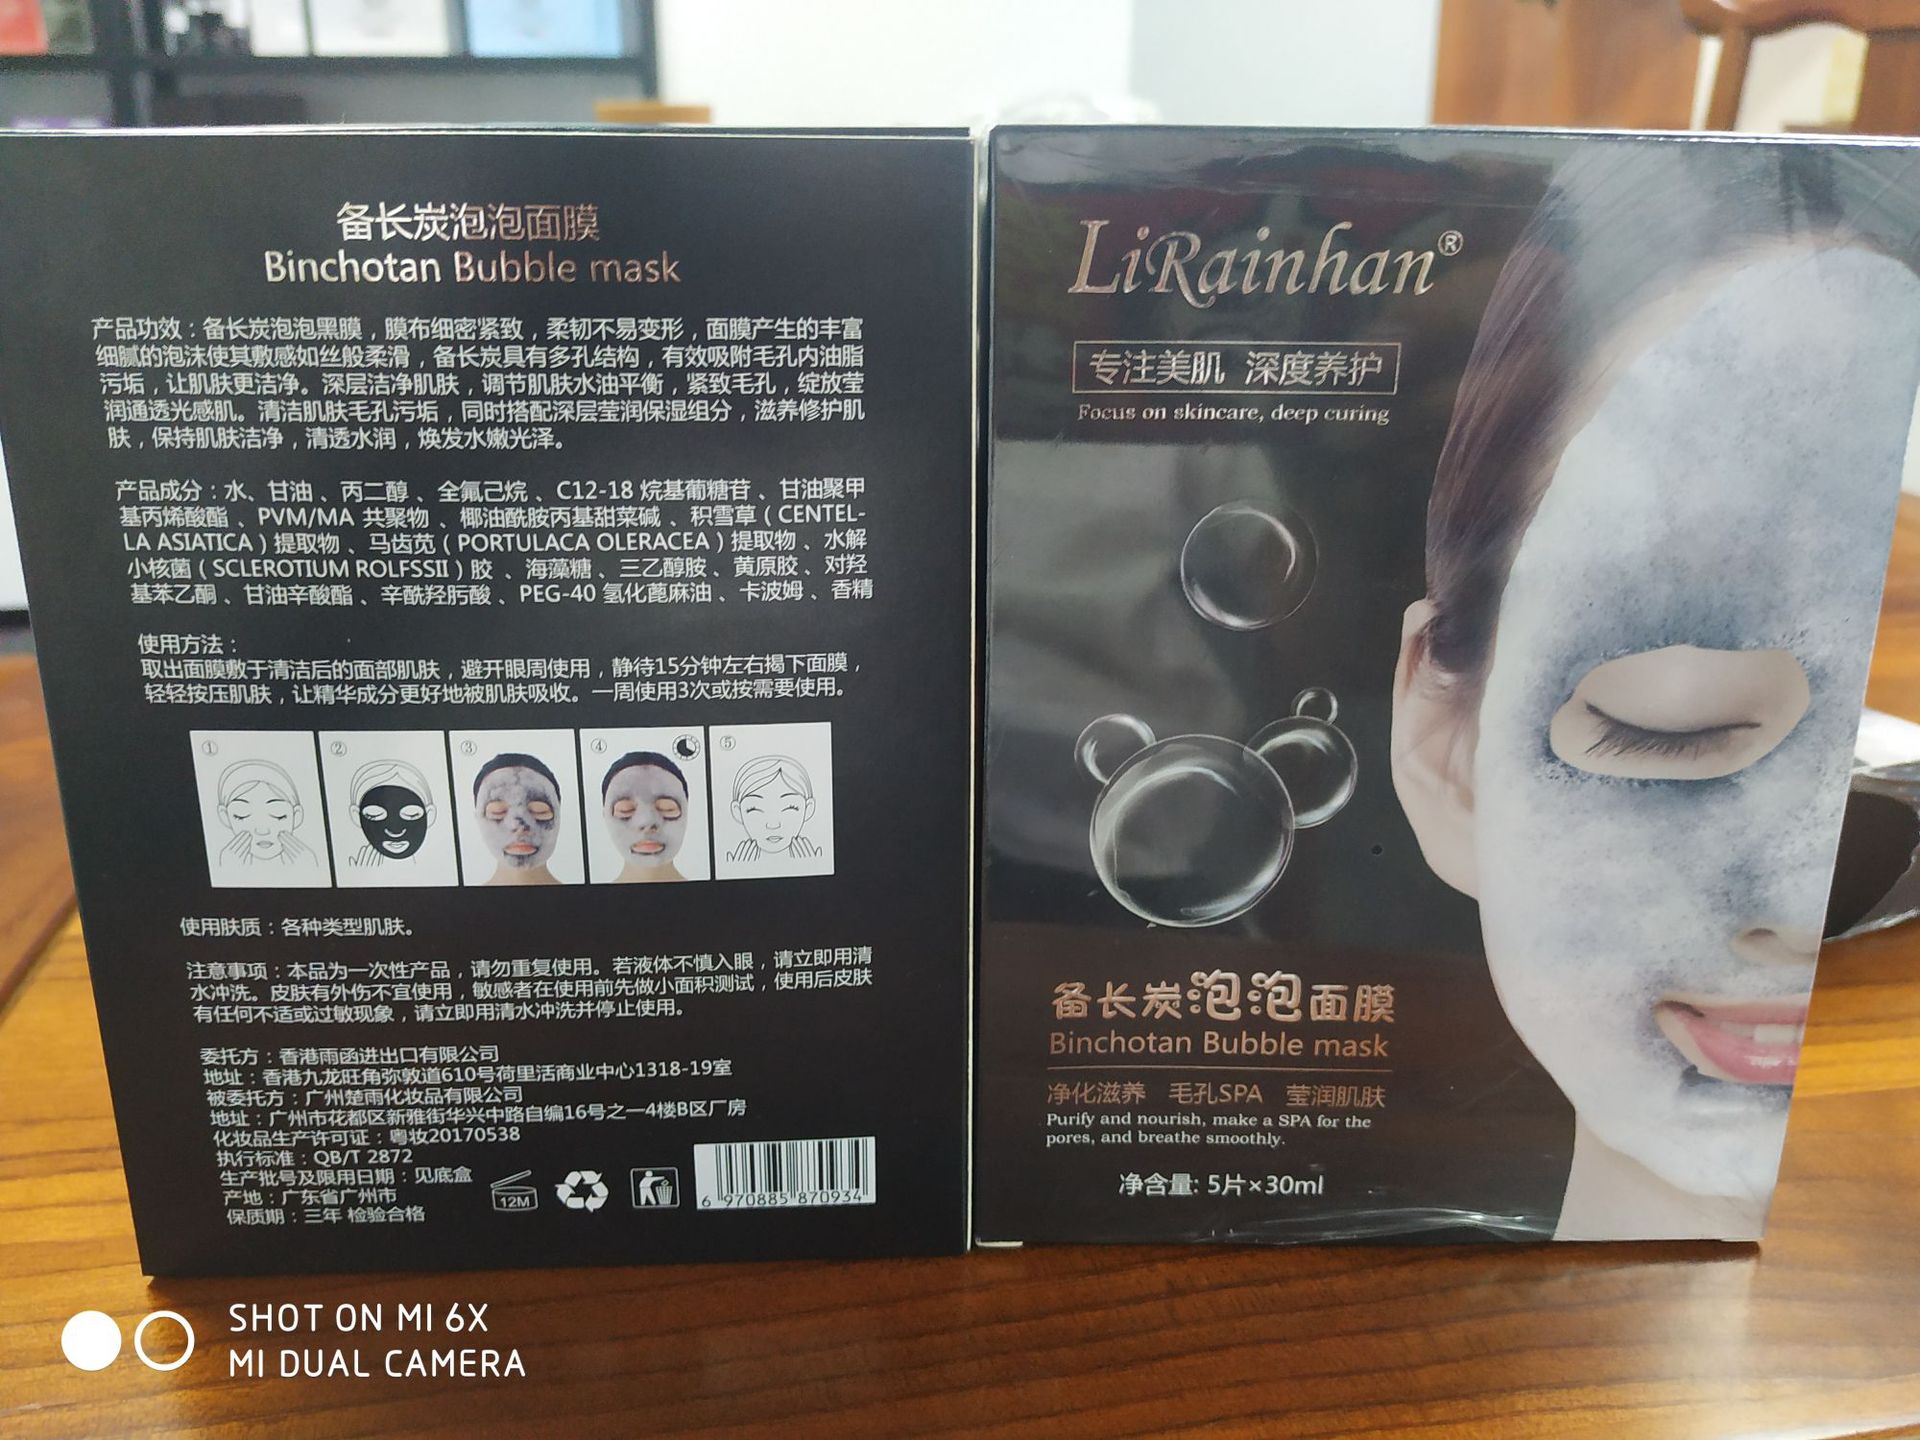 备长炭泡泡面膜
Binchotan Bubble mask
产品功效：备长炭泡泡黑膜，膜布细密紧致，柔韧不易变形，面膜产生的丰富
细腻的泡沫使其敷感如丝般柔滑，备长炭具有多孔结构，有效吸附毛孔内油脂
污垢，让肌肤更洁净。深层洁净肌肤，调节肌肤水油平衡，紧致毛孔，绽放莹
润通透光感肌。清洁肌肤毛孔污垢，同时搭配深层莹润保湿组分，滋养修护肌
肤，保持肌肤洁净，清透水润，焕发水嫩光泽。
产品成分：水、甘油、丙二醇、全氟己烷、C12-18 烷基葡糖苷、甘油聚甲
基丙烯酸酯、PVM/MA 共聚物、椰油酰胺丙基甜菜碱、积雪草（CENTEL-
LA ASIATICA）提取物、马齿苋（PORTULACA OLERACEA）提取物、水解
小核菌（SCLEROTIUM ROLFSSII）胶、海藻糖、三乙醇胺、黄原胶、对羟
基苯乙酮、甘油辛酸酯、辛酰羟肟酸、PEG-40 氢化蓖麻油、卡波姆、香精
使用方法：
取出面膜敷于清洁后的面部肌肤，避开眼周使用，静待15分钟左右揭下面膜，
轻轻按压肌肤，让精华成分更好地被肌肤吸收。一周使用3次或按需要使用。
① ② ③ ④ ⑤
使用肤质：各种类型肌肤。
注意事项：本品为一次性产品，请勿重复使用。若液体不慎入眼，请立即用清
水冲洗。皮肤有外伤不宜使用，敏感者在使用前先做小面积测试，使用后皮肤
有任何不适或过敏现象，请立即用清水冲洗并停止使用。
委托方：香港雨函进出口有限公司
地址：香港九龙旺角弥敦道610号荷里活商业中心1318-19室
被委托方：广州楚雨化妆品有限公司
地址：广州市花都区新雅街华兴中路自编16号之一4楼B区厂房
化妆品生产许可证：粤妆20170538
执行标准：QB/T 2872
生产批号及限用日期：见底盒
产地：广东省广州市
保质期：三年 检验合格
12M
6 970885 870934
LiRainhan®
专注美肌 深度养护
Focus on skincare, deep curing
备长炭泡泡面膜
Binchotan Bubble mask
净化滋养 毛孔SPA 莹润肌肤
Purify and nourish, make a SPA for the
pores, and breathe smoothly.
净含量: 5片×30ml
SHOT ON MI 6X
MI DUAL CAMERA